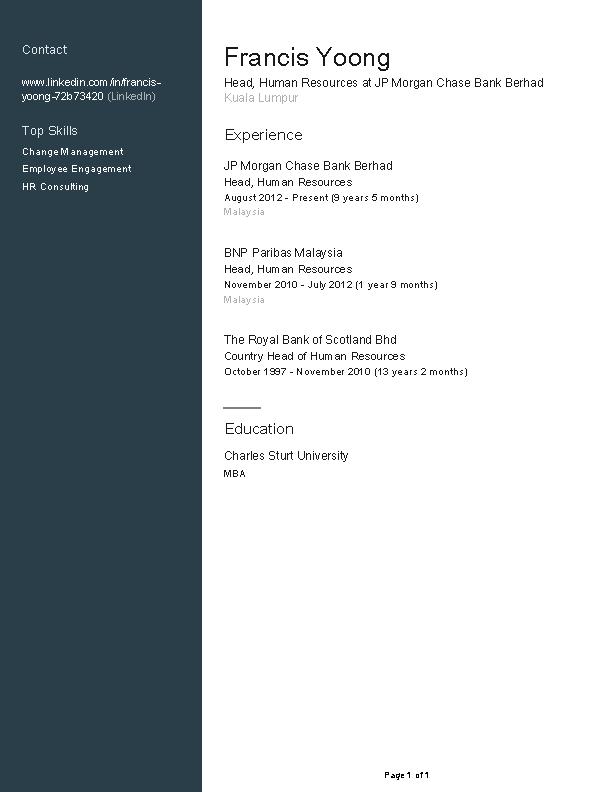 Contact
www.linkedin.com/in/francis-
yoong-72b73420 (LinkedIn)
Top Skills
Change Management
Employee Engagement
HR Consulting
Francis Yoong
Head, Human Resources at JP Morgan Chase Bank Berhad
Kuala Lumpur
Experience
JP Morgan Chase Bank Berhad
Head, Human Resources
August 2012 - Present (9 years 5 months)
Malaysia
BNP Paribas Malaysia
Head, Human Resources
November 2010 - July 2012 (1 year 9 months)
Malaysia
The Royal Bank of Scotland Bhd
Country Head of Human Resources
October 1997 - November 2010 (13 years 2 months)
Education
Charles Sturt University
MBA
Page 1 of 1